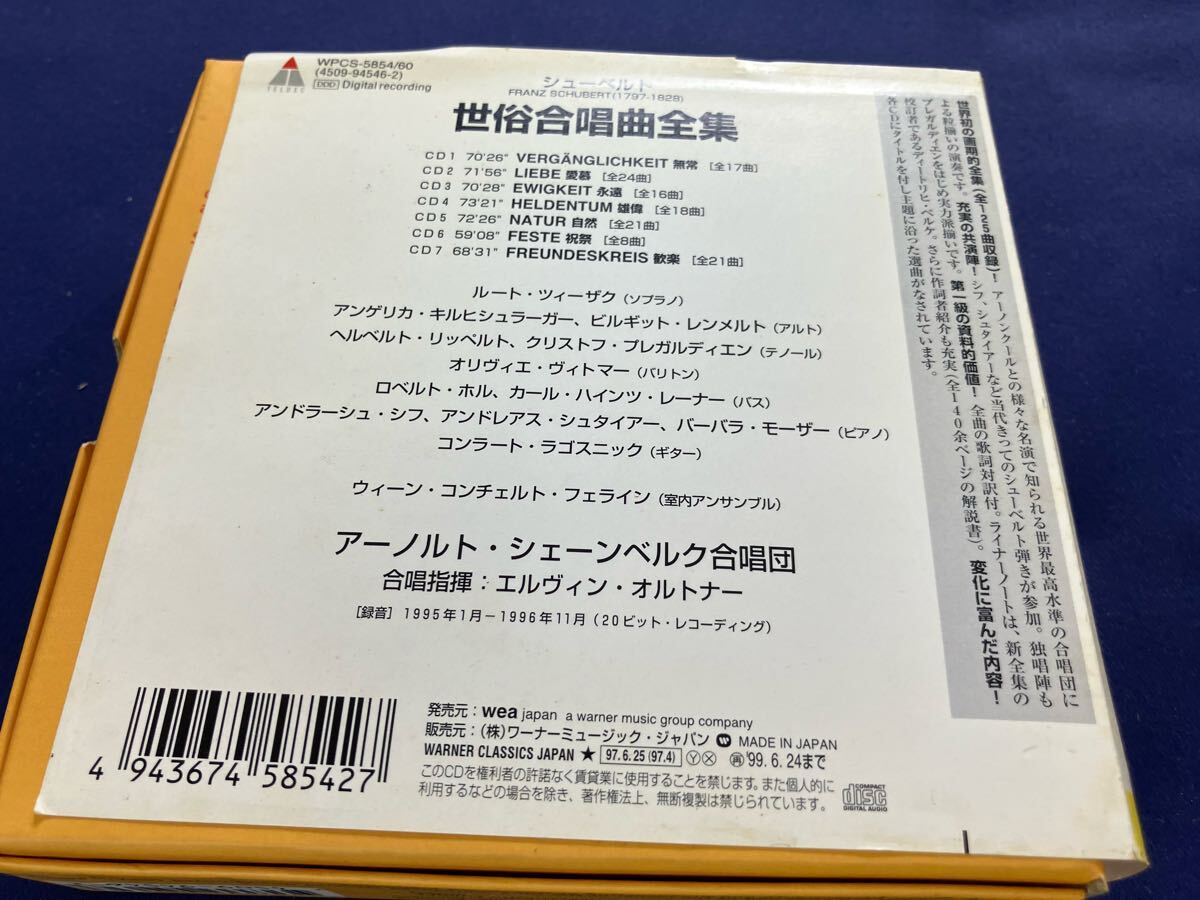 WPCS-5854/60
(4509-94546-2)
DDD Digital recording
TELDEC
シューベルト
FRANZ SCHUBERT(1797-1828)
世俗合唱曲全集
CD1 70'26" VERGÄNGLICHKEIT 無常 [全17曲]
CD2 71'56" LIEBE 愛慕 [全24曲]
CD3 70'28" EWIGKEIT 永遠 [全16曲]
CD4 73'21" HELDENTUM 雄偉 [全18曲]
CD5 72'26" NATUR 自然 [全21曲]
CD6 59'08" FESTE 祝祭 [全8曲]
CD7 68'31" FREUNDESKREIS 歓楽 [全21曲]
ルート・ツィーザク(ソプラノ)
アンゲリカ・キルヒシュラーガー、ビルギット・レンメルト(アルト)
ヘルベルト・リッペルト、クリストフ・プレガルディエン(テノール)
オリヴィエ・ヴィトマー(バリトン)
ロベルト・ホル、カール・ハインツ・レーナー(バス)
アンドラーシュ・シフ、アンドレアス・シュタイアー、バーバラ・モーザー(ピアノ)
コンラート・ラゴスニック(ギター)
ウィーン・コンチェルト・フェライン(室内アンサンブル)
アーノルト・シェーンベルク合唱団
合唱指揮:エルヴィン・オルトナー
[録音] 1995年1月-1996年11月(20ビット・レコーディング)
世界初の画期的全集(全125曲収録)! アーノンクールとの様々な名演で知られる世界最高水準の合唱団に
よる粒揃いの演奏です。充実の共演陣! シフ、シュタイアーなど当代きってのシューベルト弾きが参加。独唱陣も
プレガルディエンをはじめ実力派揃いです。第一級の資料的価値! 全曲の歌詞対訳付。ライナーノートは、新全集の
校訂者であるディートリヒ・ベルケ。さらに作詞者紹介も充実(全140余ページの解説書)。変化に富んだ内容!
各CDにタイトルを付し主題に沿った選曲がなされています。
4 943674 585427
発売元:wea japan a warner music group company
販売元:(株)ワーナーミュージック・ジャパン MADE IN JAPAN
WARNER CLASSICS JAPAN ★ 97.6.25(97.4) Ⓨ Ⓧ 再'99.6.24まで
このCDを権利者の許諾なく賃貸業に使用することを禁じます。また個人的に
利用するなどの場合を除き、著作権法上、無断複製は禁じられています。
COMPACT
disc
DIGITAL AUDIO